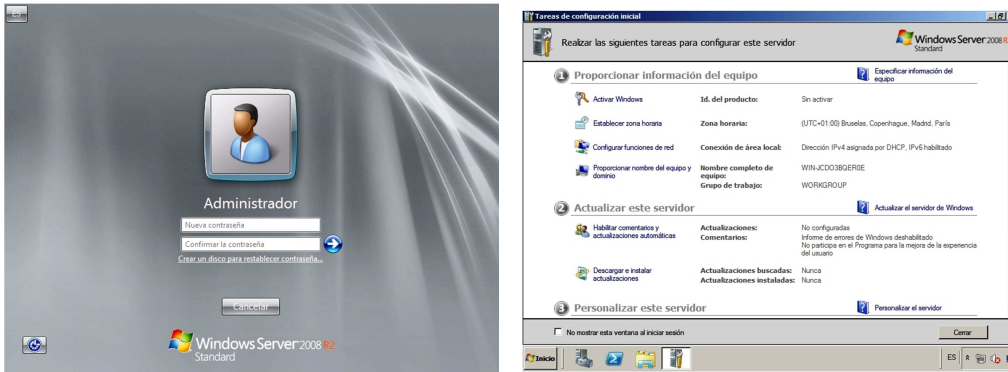 ES
Administrador
Nueva contraseña
Confirmar la contraseña
Crear un disco para restablecer contraseña...
Cancelar
Windows Server 2008 R2
Standard
Tareas de configuración inicial
Realizar las siguientes tareas para configurar este servidor
Windows Server 2008 R
Standard
1 Proporcionar información del equipo
Especificar información del
equipo
Activar Windows Id. del producto: Sin activar
Establecer zona horaria Zona horaria: (UTC+01:00) Bruselas, Copenhague, Madrid, París
Configurar funciones de red Conexión de área local: Dirección IPv4 asignada por DHCP, IPv6 habilitado
Proporcionar nombre del equipo y
dominio
Nombre completo de
equipo:
WIN-JCDO3BQER0E
Grupo de trabajo: WORKGROUP
2 Actualizar este servidor Actualizar el servidor de Windows
Habilitar comentarios y
actualizaciones automáticas
Actualizaciones: No configuradas
Comentarios: Informe de errores de Windows deshabilitado
No participa en el Programa para la mejora de la experiencia
del usuario
Descargar e instalar
actualizaciones
Actualizaciones buscadas: Nunca
Actualizaciones instaladas: Nunca
3 Personalizar este servidor Personalizar el servidor
No mostrar esta ventana al iniciar sesión
Cerrar
Inicio
ES